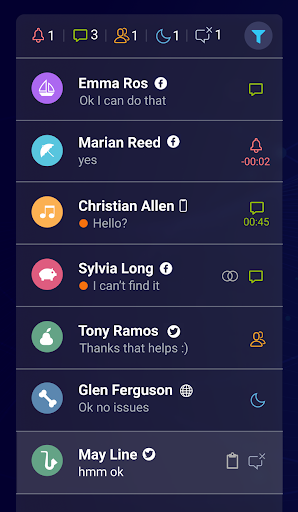 1 3 1 1 1
Emma Ros
Ok I can do that
Marian Reed
yes
-00:02
Christian Allen
Hello?
00:45
Sylvia Long
I can't find it
Tony Ramos
Thanks that helps :)
Glen Ferguson
Ok no issues
May Line
hmm ok